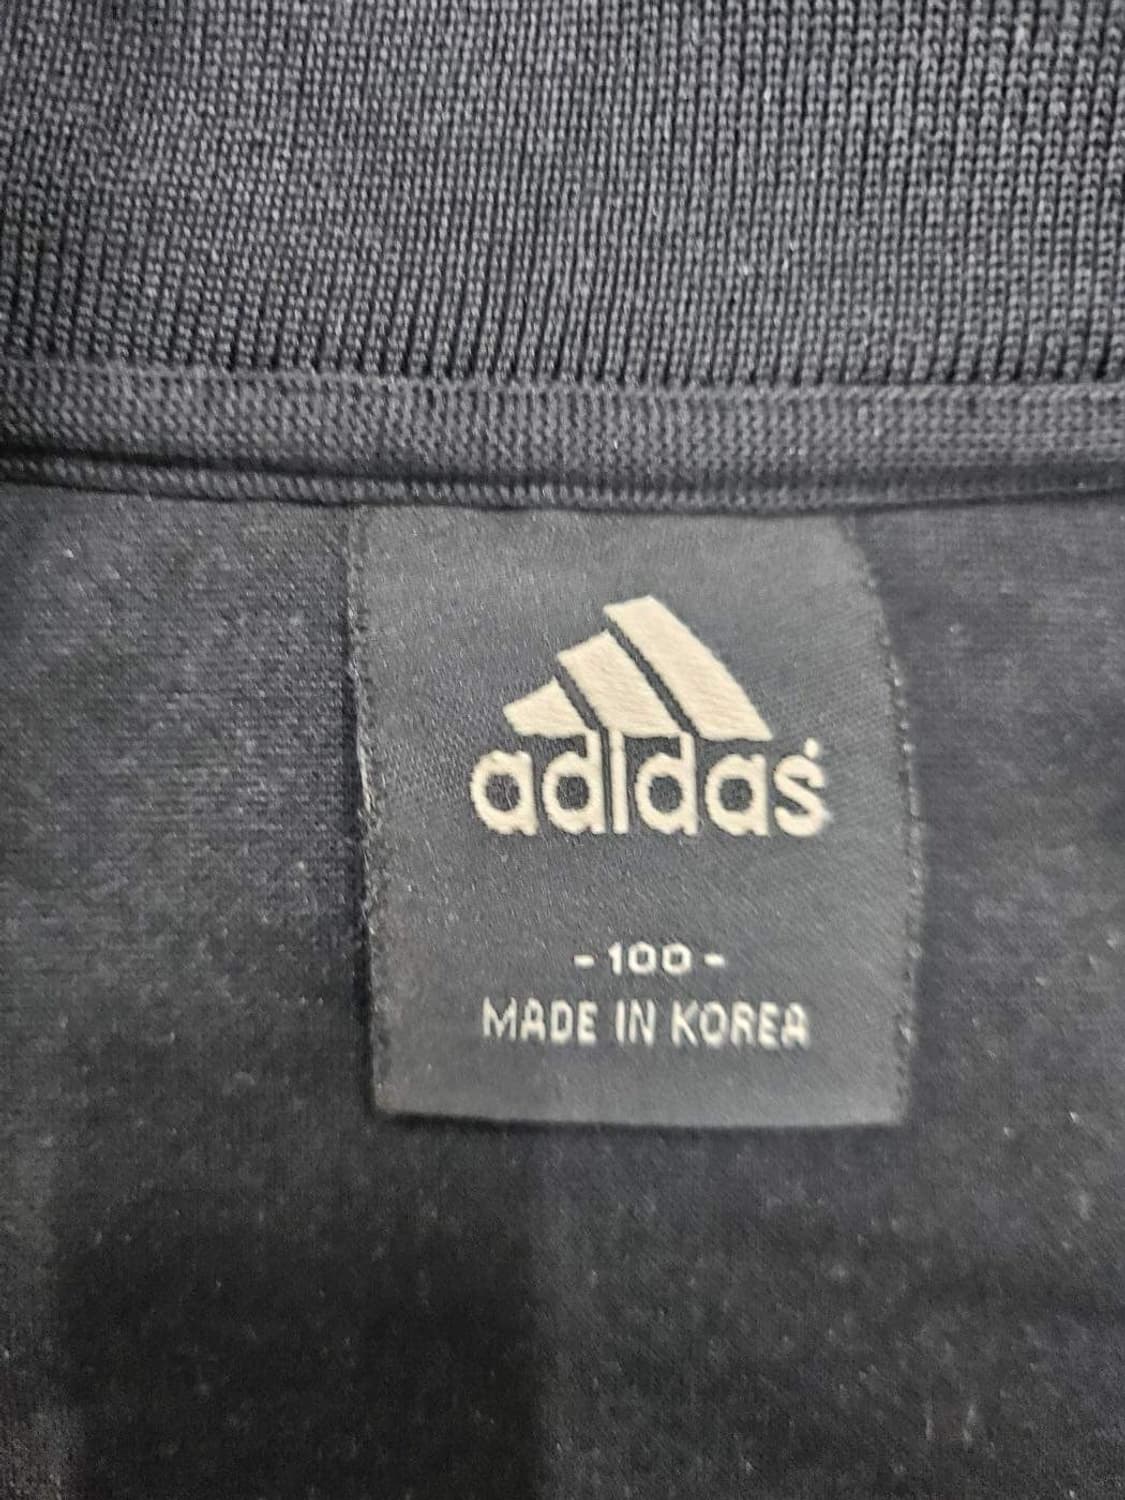 adidas
- 100 -
MADE IN KOREA